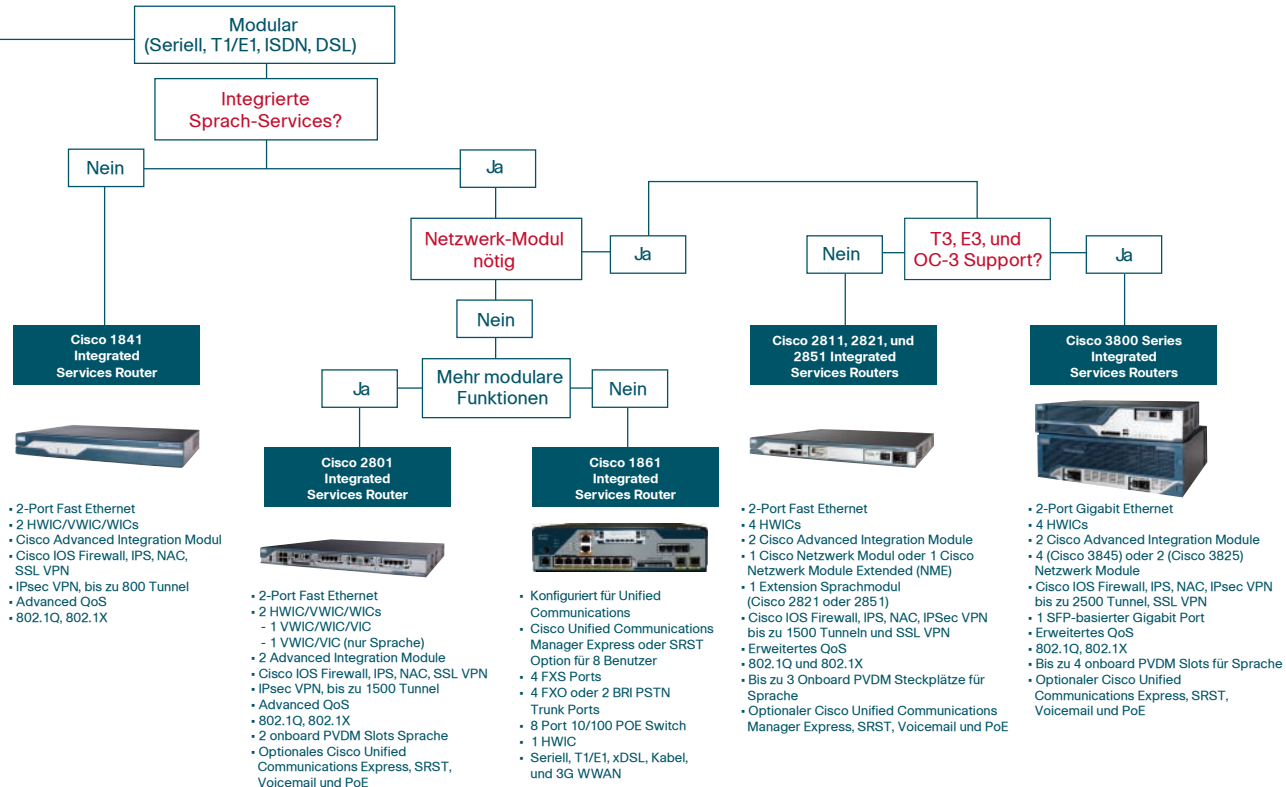 Modular
(Seriell, T1/E1, ISDN, DSL)
Integrierte
Sprach-Services?
Nein
Ja
Netzwerk-Modul
nötig
Ja
Nein
T3, E3, und
OC-3 Support?
Ja
Nein
Mehr modulare
Funktionen
Ja
Nein
Cisco 1841
Integrated
Services Router
▪ 2-Port Fast Ethernet
▪ 2 HWIC/VWIC/WICs
▪ Cisco Advanced Integration Modul
▪ Cisco IOS Firewall, IPS, NAC,
SSL VPN
▪ IPsec VPN, bis zu 800 Tunnel
▪ Advanced QoS
▪ 802.1Q, 802.1X
Cisco 2801
Integrated
Services Router
▪ 2-Port Fast Ethernet
▪ 2 HWIC/VWIC/WICs
- 1 VWIC/WIC/VIC
- 1 VWIC/VIC (nur Sprache)
▪ 2 Advanced Integration Module
▪ Cisco IOS Firewall, IPS, NAC, SSL VPN
▪ IPsec VPN, bis zu 1500 Tunnel
▪ Advanced QoS
▪ 802.1Q, 802.1X
▪ 2 onboard PVDM Slots Sprache
▪ Optionales Cisco Unified
Communications Express, SRST,
Voicemail und PoE
Cisco 1861
Integrated
Services Router
▪ Konfiguriert für Unified
Communications
▪ Cisco Unified Communications
Manager Express oder SRST
Option für 8 Benutzer
▪ 4 FXS Ports
▪ 4 FXO oder 2 BRI PSTN
Trunk Ports
▪ 8 Port 10/100 POE Switch
▪ 1 HWIC
▪ Seriell, T1/E1, xDSL, Kabel,
und 3G WWAN
Cisco 2811, 2821, und
2851 Integrated
Services Routers
▪ 2-Port Fast Ethernet
▪ 4 HWICs
▪ 2 Cisco Advanced Integration Module
▪ 1 Cisco Netzwerk Modul oder 1 Cisco
Netzwerk Module Extended (NME)
▪ 1 Extension Sprachmodul
(Cisco 2821 oder 2851)
▪ Cisco IOS Firewall, IPS, NAC, IPSec VPN
bis zu 1500 Tunneln und SSL VPN
▪ Erweitertes QoS
▪ 802.1Q und 802.1X
▪ Bis zu 3 Onboard PVDM Steckplätze für
Sprache
▪ Optionaler Cisco Unified Communications
Manager Express, SRST, Voicemail und PoE
Cisco 3800 Series
Integrated
Services Routers
▪ 2-Port Gigabit Ethernet
▪ 4 HWICs
▪ 2 Cisco Advanced Integration Module
▪ 4 (Cisco 3845) oder 2 (Cisco 3825)
Netzwerk Module
▪ Cisco IOS Firewall, IPS, NAC, IPsec VPN
bis zu 2500 Tunnel, SSL VPN
▪ 1 SFP-basierter Gigabit Port
▪ Erweitertes QoS
▪ 802.1Q, 802.1X
▪ Bis zu 4 onboard PVDM Slots für Sprache
▪ Optionaler Cisco Unified
Communications Express, SRST,
Voicemail und PoE